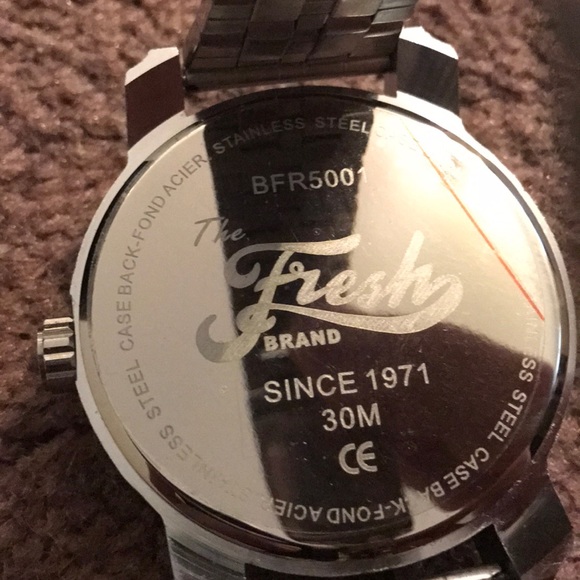 BFR5001
The
Fresh
BRAND
SINCE 1971
30M
CE
STAINLESS STEEL CASE BACK-FOND ACIER, STAINLESS STEEL
STEEL CASE BACK-FOND ACIER